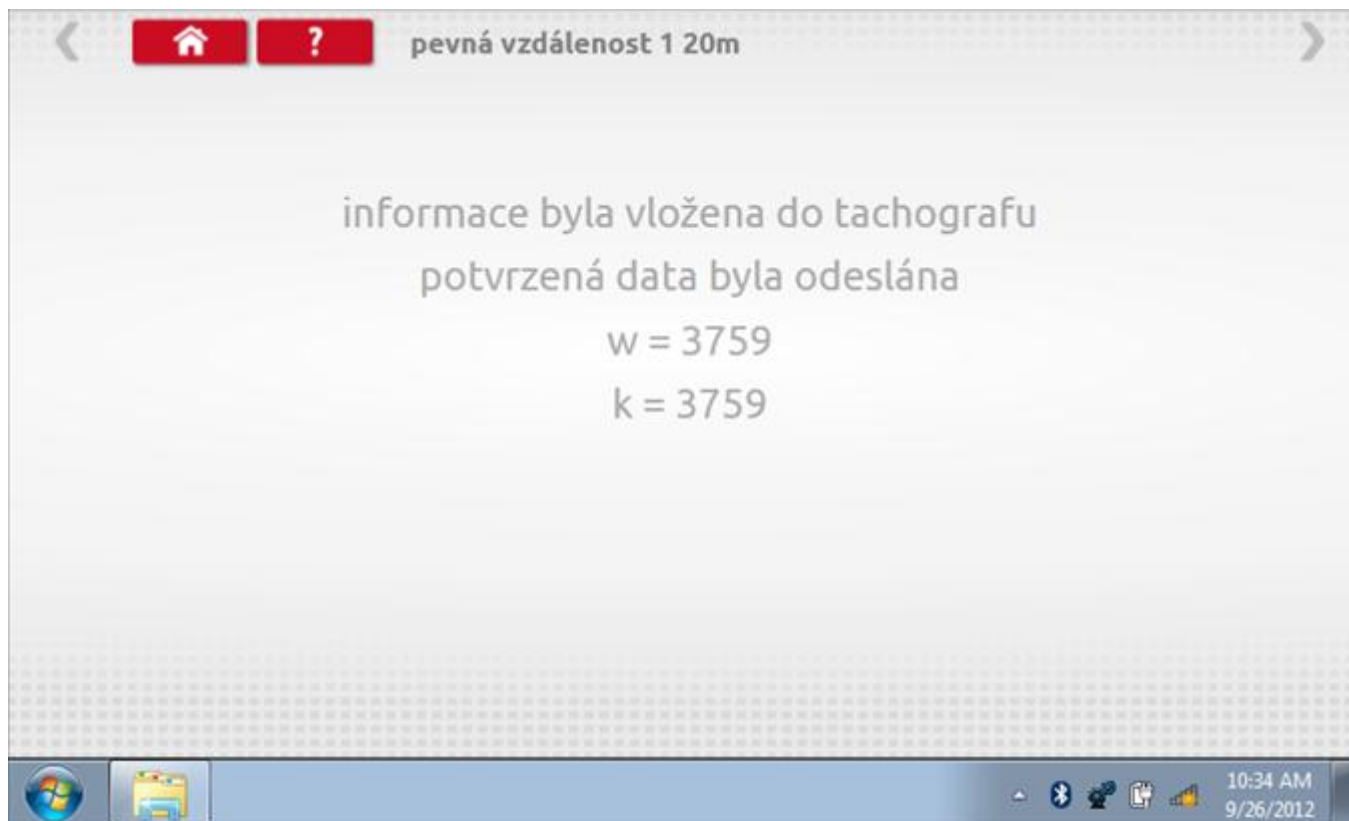 ? pevná vzdálenost 1 20m
informace byla vložena do tachografu
potvrzená data byla odeslána
w = 3759
k = 3759
10:34 AM
9/26/2012